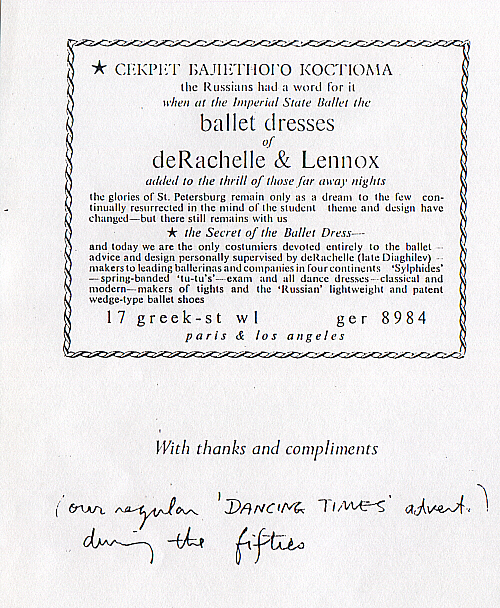 ★ СЕКРЕТ БАЛЕТНОГО КОСТЮМА
the Russians had a word for it
when at the Imperial State Ballet the
ballet dresses
of
deRachelle & Lennox
added to the thrill of those far away nights
the glories of St. Petersburg remain only as a dream to the few con-
tinually resurrected in the mind of the student theme and design have
changed—but there still remains with us
★ the Secret of the Ballet Dress—
and today we are the only costumiers devoted entirely to the ballet —
advice and design personally supervised by deRachelle (late Diaghilev) —
makers to leading ballerinas and companies in four continents 'Sylphides'
—spring-banded 'tu-tu's'—exam and all dance dresses—classical and
modern—makers of tights and the 'Russian' lightweight and patent
wedge-type ballet shoes
17 greek-st w1 ger 8984
paris & los angeles
With thanks and compliments
(our regular 'DANCING TIMES' advert.)
during the fifties